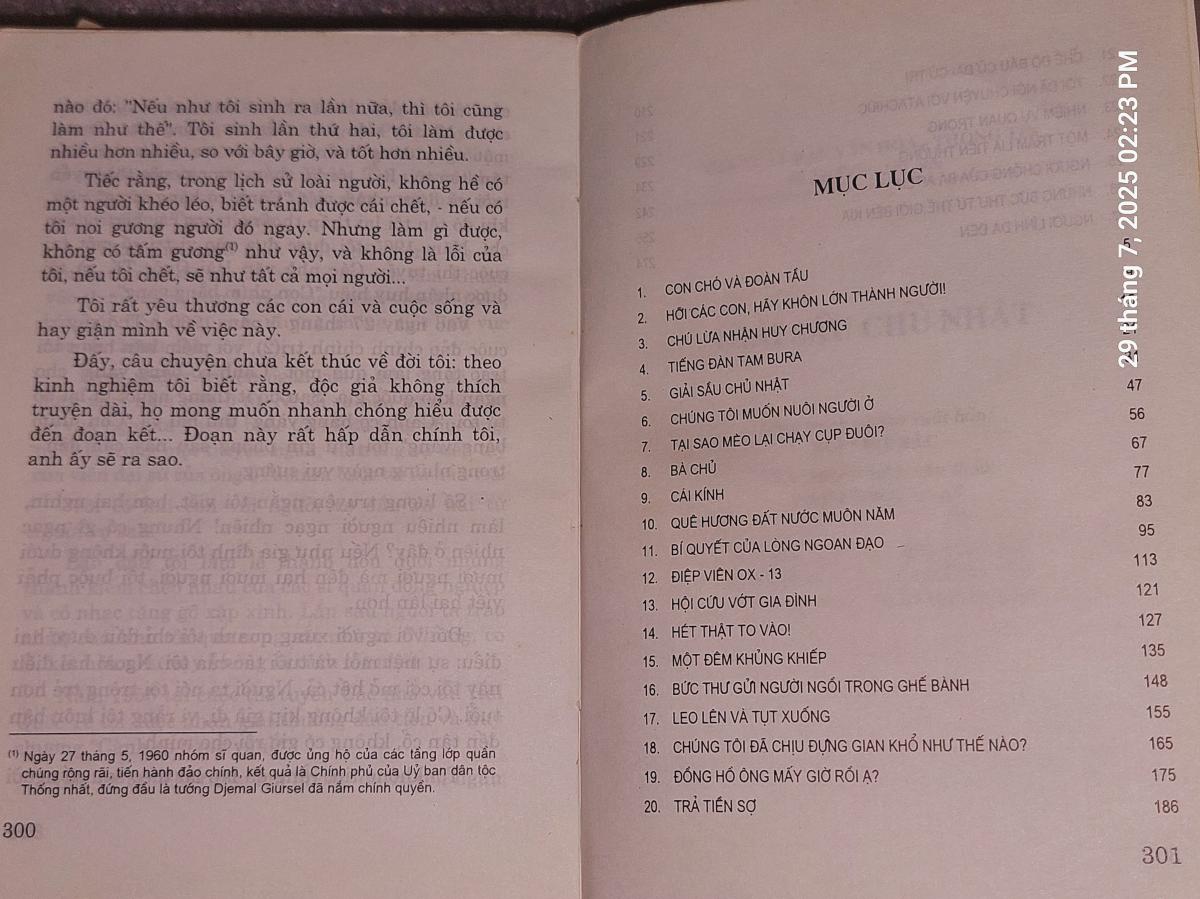 nào đó: "Nếu như tôi sinh ra lần nữa, thì tôi cũng
làm như thế". Tôi sinh lần thứ hai, tôi làm được
nhiều hơn nhiều, so với bây giờ, và tốt hơn nhiều.
Tiếc rằng, trong lịch sử loài người, không hề có
một người khéo léo, biết tránh được cái chết, - nếu có
tôi noi gương người đó ngay. Nhưng làm gì được,
không có tấm gương(1) như vậy, và không là lỗi của
tôi, nếu tôi chết, sẽ như tất cả mọi người...
Tôi rất yêu thương các con cái và cuộc sống và
hay giận mình về việc này.
Đấy, câu chuyện chưa kết thúc về đời tôi: theo
kinh nghiệm tôi biết rằng, độc giả không thích
truyện dài, họ mong muốn nhanh chóng hiểu được
đến đoạn kết... Đoạn này rất hấp dẫn chính tôi,
anh ấy sẽ ra sao.
(1) Ngày 27 tháng 5, 1960 nhóm sĩ quan, được ủng hộ của các tầng lớp quần
chúng rộng rãi, tiến hành đảo chính, kết quả là Chính phủ của Uỷ ban dân tộc
Thống nhất, đứng đầu là tướng Djemal Giursel đã nắm chính quyền.
300
MỤC LỤC
1. CON CHÓ VÀ ĐOÀN TẦU 5
2. HỠI CÁC CON, HÃY KHÔN LỚN THÀNH NGƯỜI!
3. CHÚ LỪA NHẬN HUY CHƯƠNG
4. TIẾNG ĐÀN TAM BURA
5. GIẢI SẦU CHỦ NHẬT 47
6. CHÚNG TÔI MUỐN NUÔI NGƯỜI Ở 56
7. TẠI SAO MÈO LẠI CHẠY CỤP ĐUÔI? 67
8. BÀ CHỦ 77
9. CÁI KÍNH 83
10. QUÊ HƯƠNG ĐẤT NƯỚC MUÔN NĂM 95
11. BÍ QUYẾT CỦA LÒNG NGOAN ĐẠO 113
12. ĐIỆP VIÊN OX - 13 121
13. HỘI CỨU VỚT GIA ĐÌNH 127
14. HÉT THẬT TO VÀO! 135
15. MỘT ĐÊM KHỦNG KHIẾP 148
16. BỨC THƯ GỬI NGƯỜI NGỒI TRONG GHẾ BÀNH 155
17. LEO LÊN VÀ TỤT XUỐNG 165
18. CHÚNG TÔI ĐÃ CHỊU ĐỰNG GIAN KHỔ NHƯ THẾ NÀO? 175
19. ĐỒNG HỒ ÔNG MẤY GIỜ RỒI Ạ? 186
20. TRẢ TIỀN SỢ
301
29 tháng 7, 2025 02:23 PM